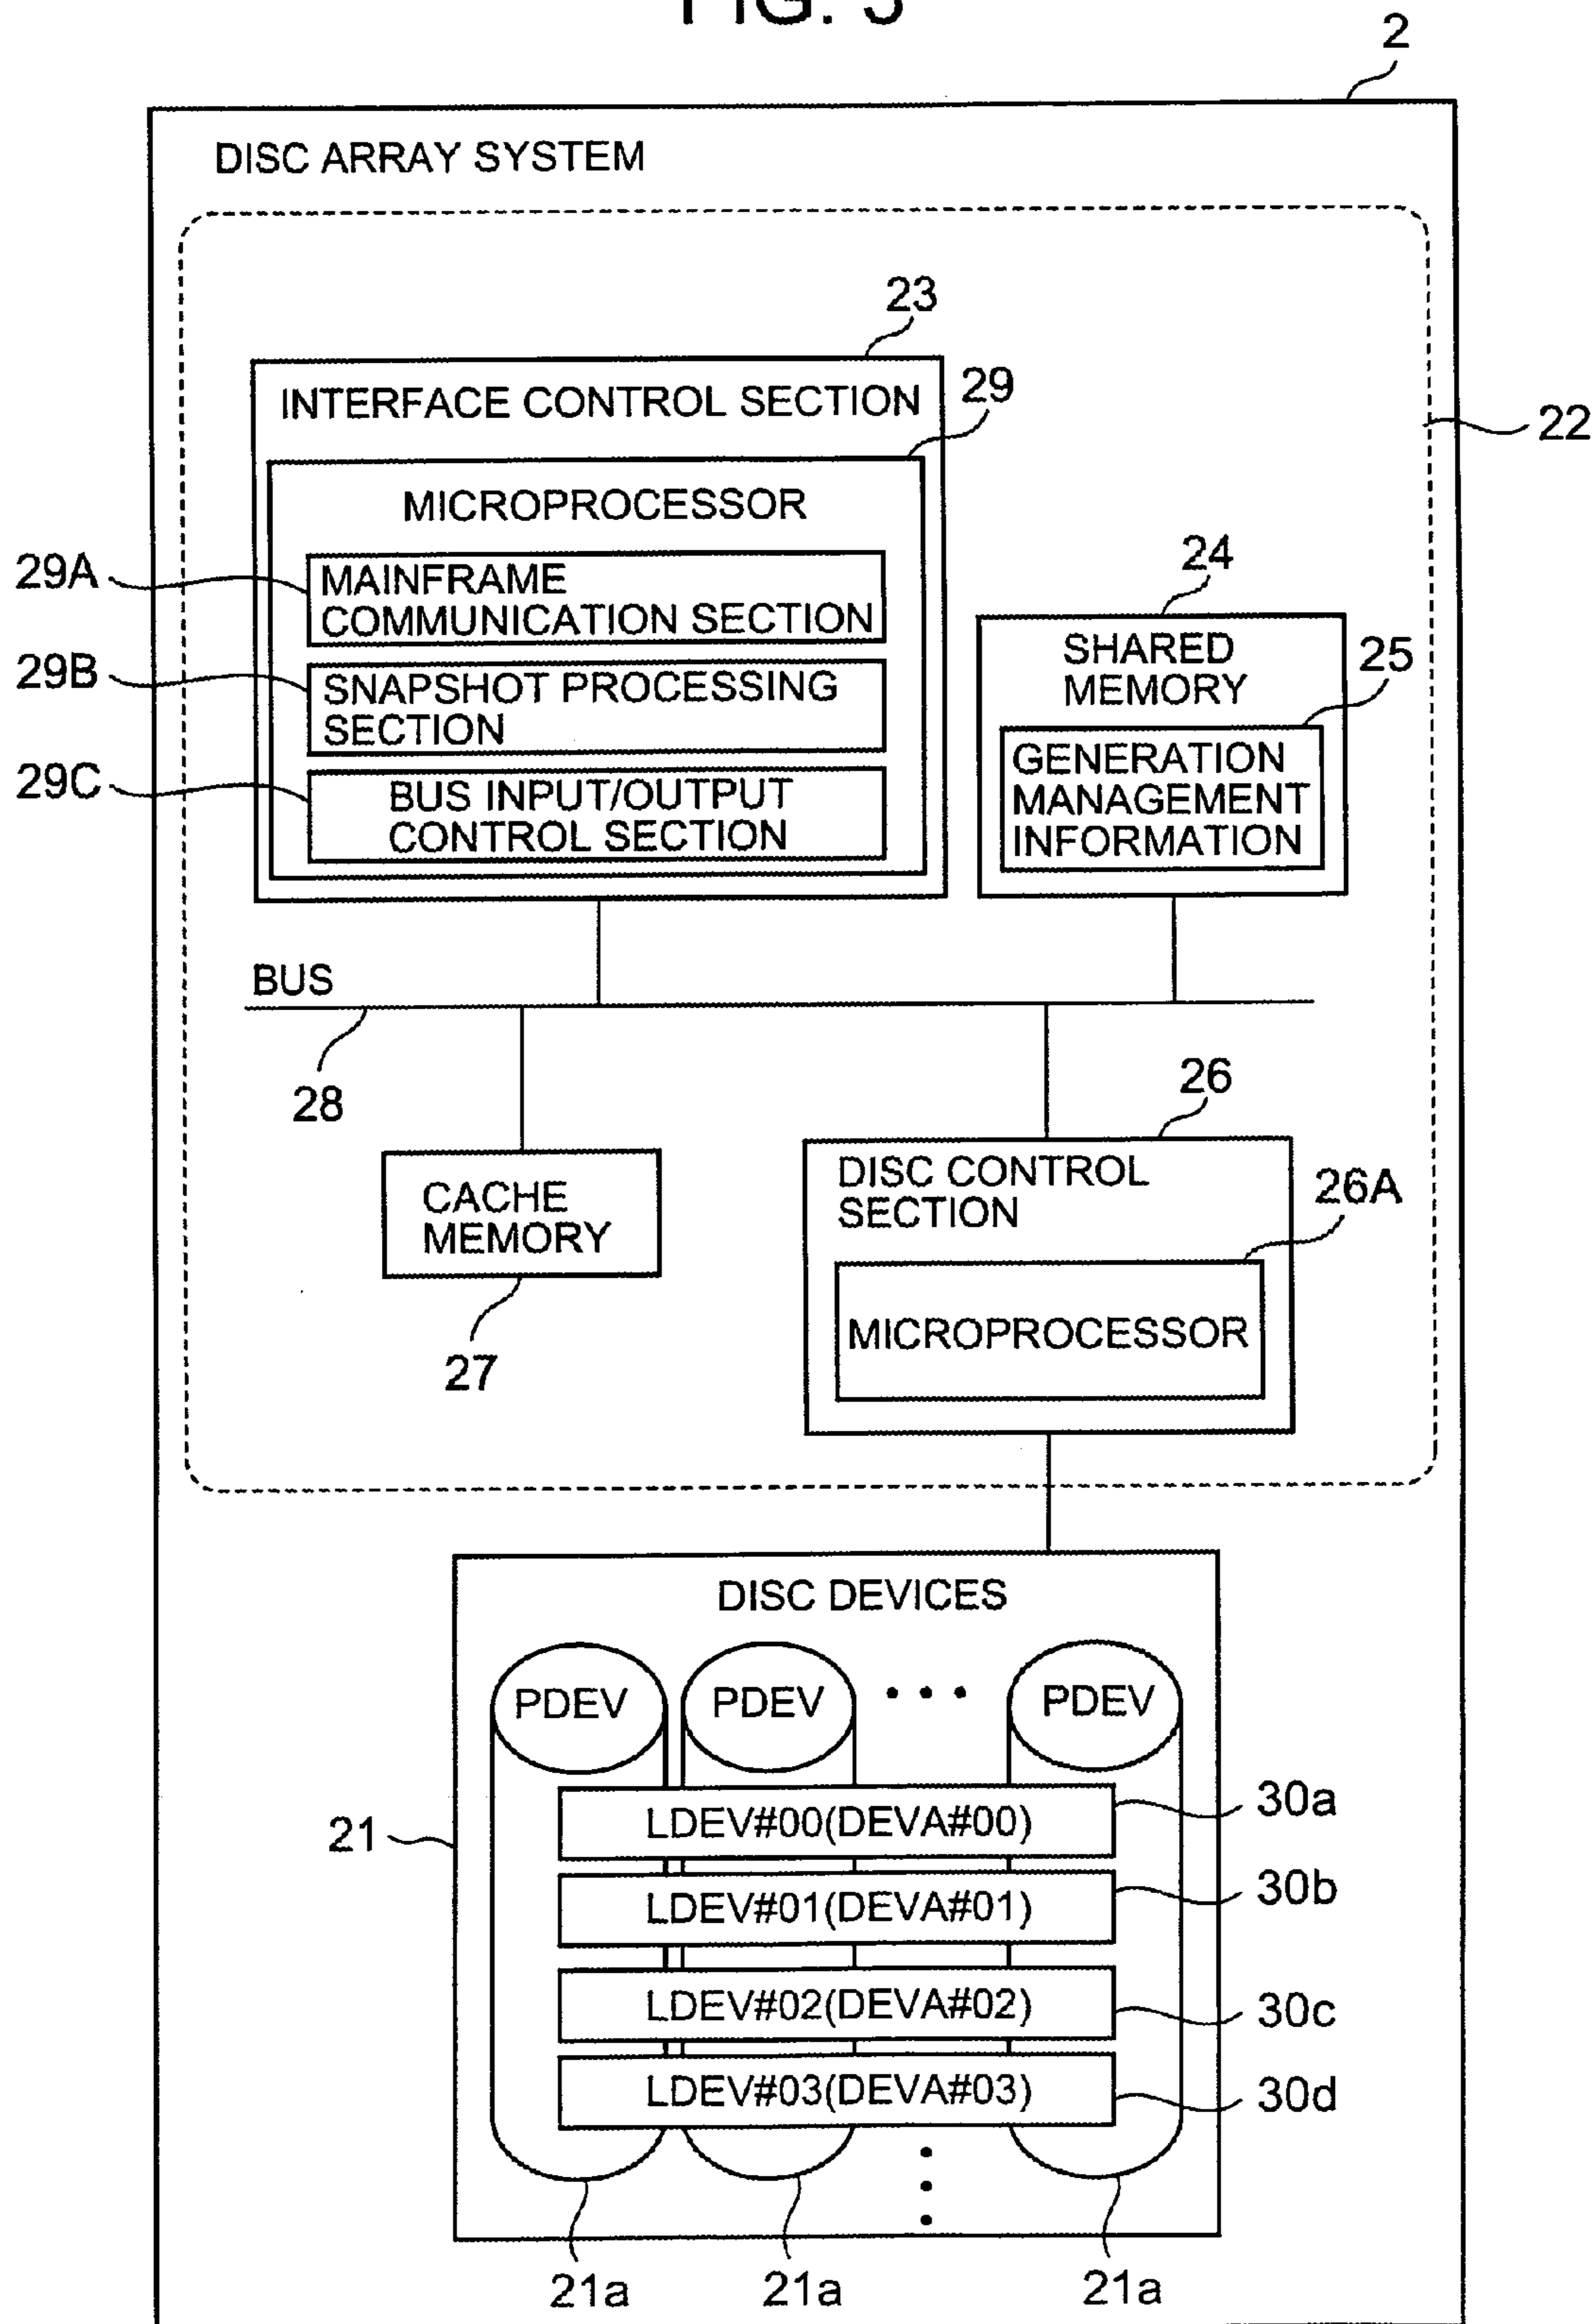 FIG. 3
2
DISC ARRAY SYSTEM
23
INTERFACE CONTROL SECTION
29
22
MICROPROCESSOR
29A
MAINFRAME
COMMUNICATION SECTION
24
SHARED
MEMORY
25
29B
SNAPSHOT PROCESSING
SECTION
GENERATION
MANAGEMENT
INFORMATION
29C
BUS INPUT/OUTPUT
CONTROL SECTION
BUS
28
26
DISC CONTROL
SECTION
26A
CACHE
MEMORY
MICROPROCESSOR
27
DISC DEVICES
PDEV
PDEV
• • •
PDEV
21
LDEV#00(DEVA#00)
30a
LDEV#01(DEVA#01)
30b
LDEV#02(DEVA#02)
30c
LDEV#03(DEVA#03)
30d
21a
21a
21a